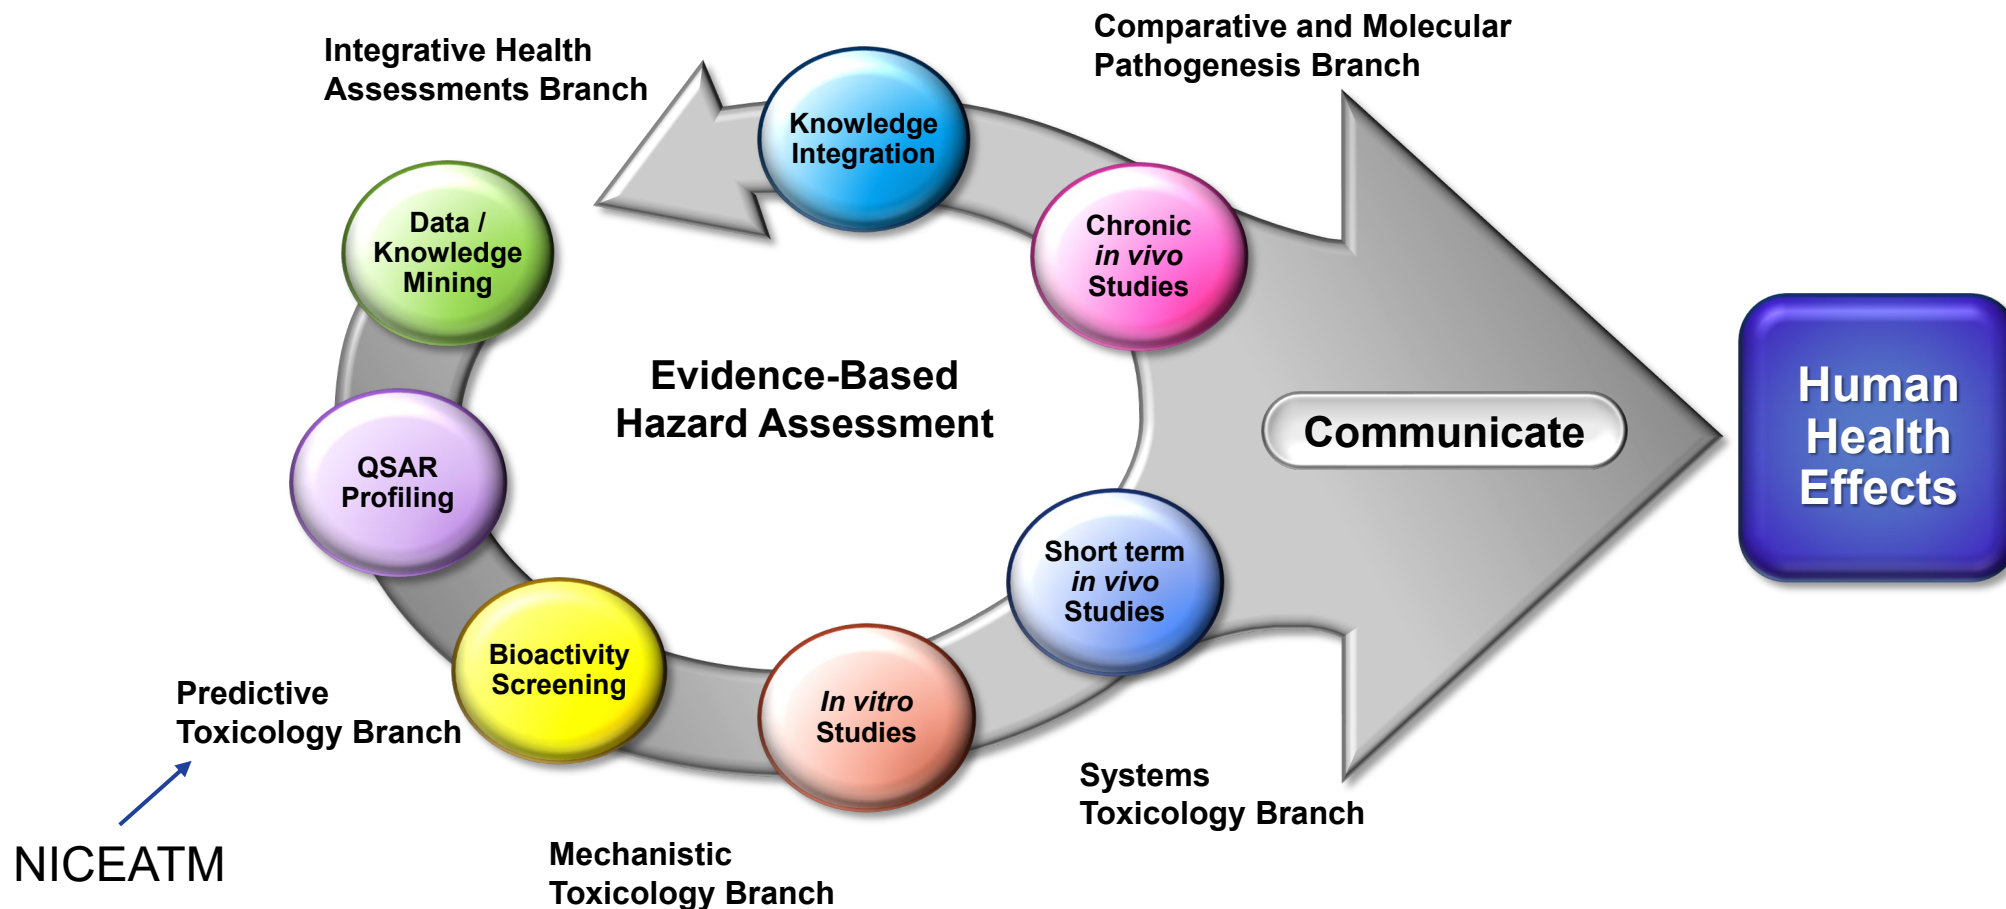 Integrative Health
Assessments Branch
Comparative and Molecular
Pathogenesis Branch
Knowledge
Integration
Data /
Knowledge
Mining
Chronic
in vivo
Studies
Evidence-Based
Hazard Assessment
Communicate
Human
Health
Effects
QSAR
Profiling
Short term
in vivo
Studies
Bioactivity
Screening
In vitro
Studies
Predictive
Toxicology Branch
Systems
Toxicology Branch
NICEATM
Mechanistic
Toxicology Branch